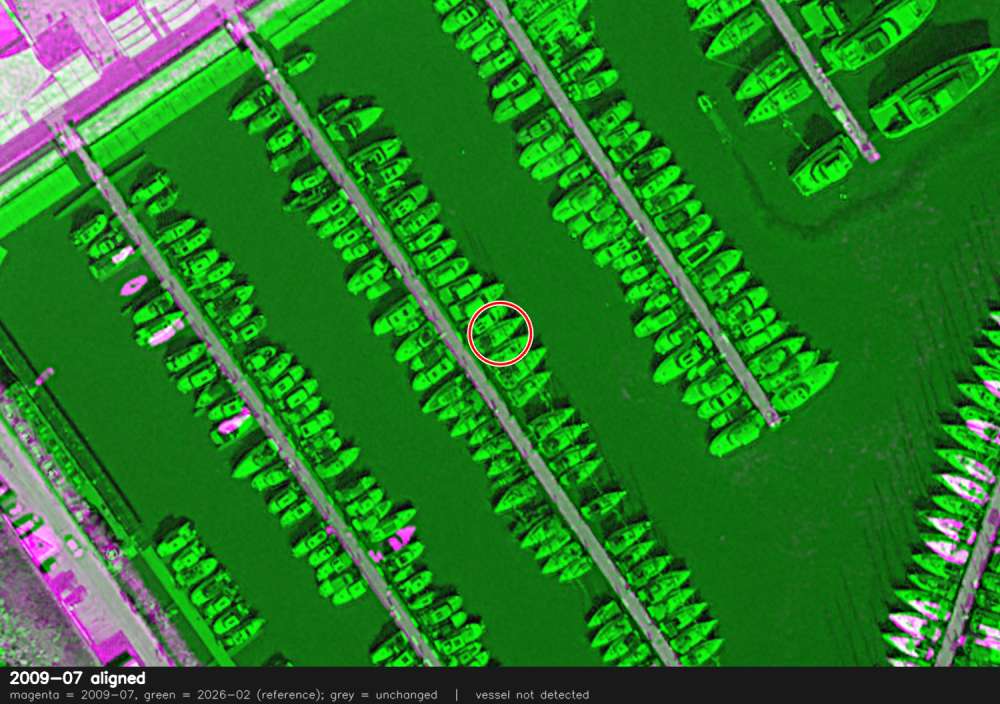 2009-07 aligned
magenta = 2009-07, green = 2026-02 (reference); grey = unchanged | vessel not detected